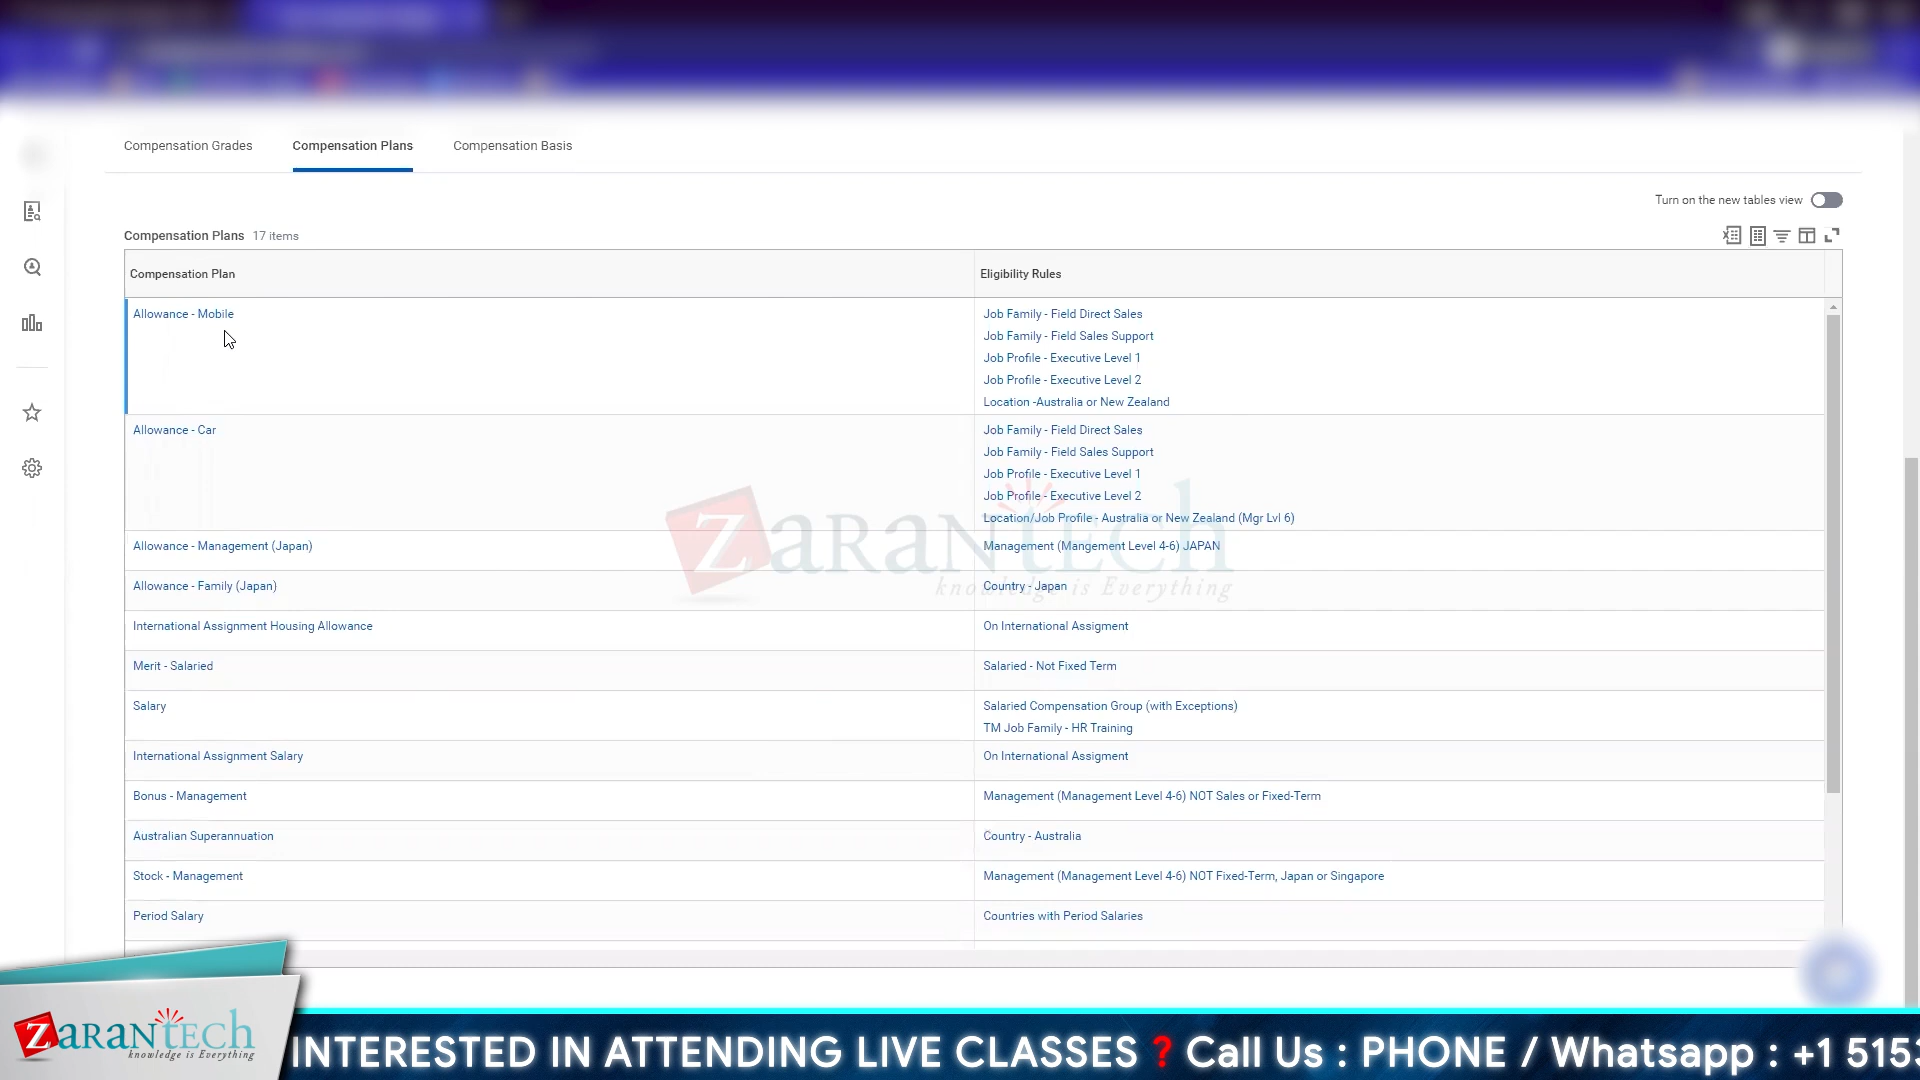 Compensation Grades
Compensation Plans
Compensation Basis
Turn on the new tables view
Compensation Plans 17 items
Compensation Plan
Eligibility Rules
Allowance - Mobile
Job Family - Field Direct Sales
Job Family - Field Sales Support
Job Profile - Executive Level 1
Job Profile - Executive Level 2
Location -Australia or New Zealand
Allowance - Car
Job Family - Field Direct Sales
Job Family - Field Sales Support
Job Profile - Executive Level 1
Job Profile - Executive Level 2
Location/Job Profile - Australia or New Zealand (Mgr Lvl 6)
Allowance - Management (Japan)
Management (Mangement Level 4-6) JAPAN
Allowance - Family (Japan)
Country - Japan
International Assignment Housing Allowance
On International Assigment
Merit - Salaried
Salaried - Not Fixed Term
Salary
Salaried Compensation Group (with Exceptions)
TM Job Family - HR Training
International Assignment Salary
On International Assigment
Bonus - Management
Management (Management Level 4-6) NOT Sales or Fixed-Term
Australian Superannuation
Country - Australia
Stock - Management
Management (Management Level 4-6) NOT Fixed-Term, Japan or Singapore
Period Salary
Countries with Period Salaries
ZaranTech
knowledge is Everything
ZaranTech
knowledge is Everything
INTERESTED IN ATTENDING LIVE CLASSES ? Call Us : PHONE / Whatsapp : +1 515